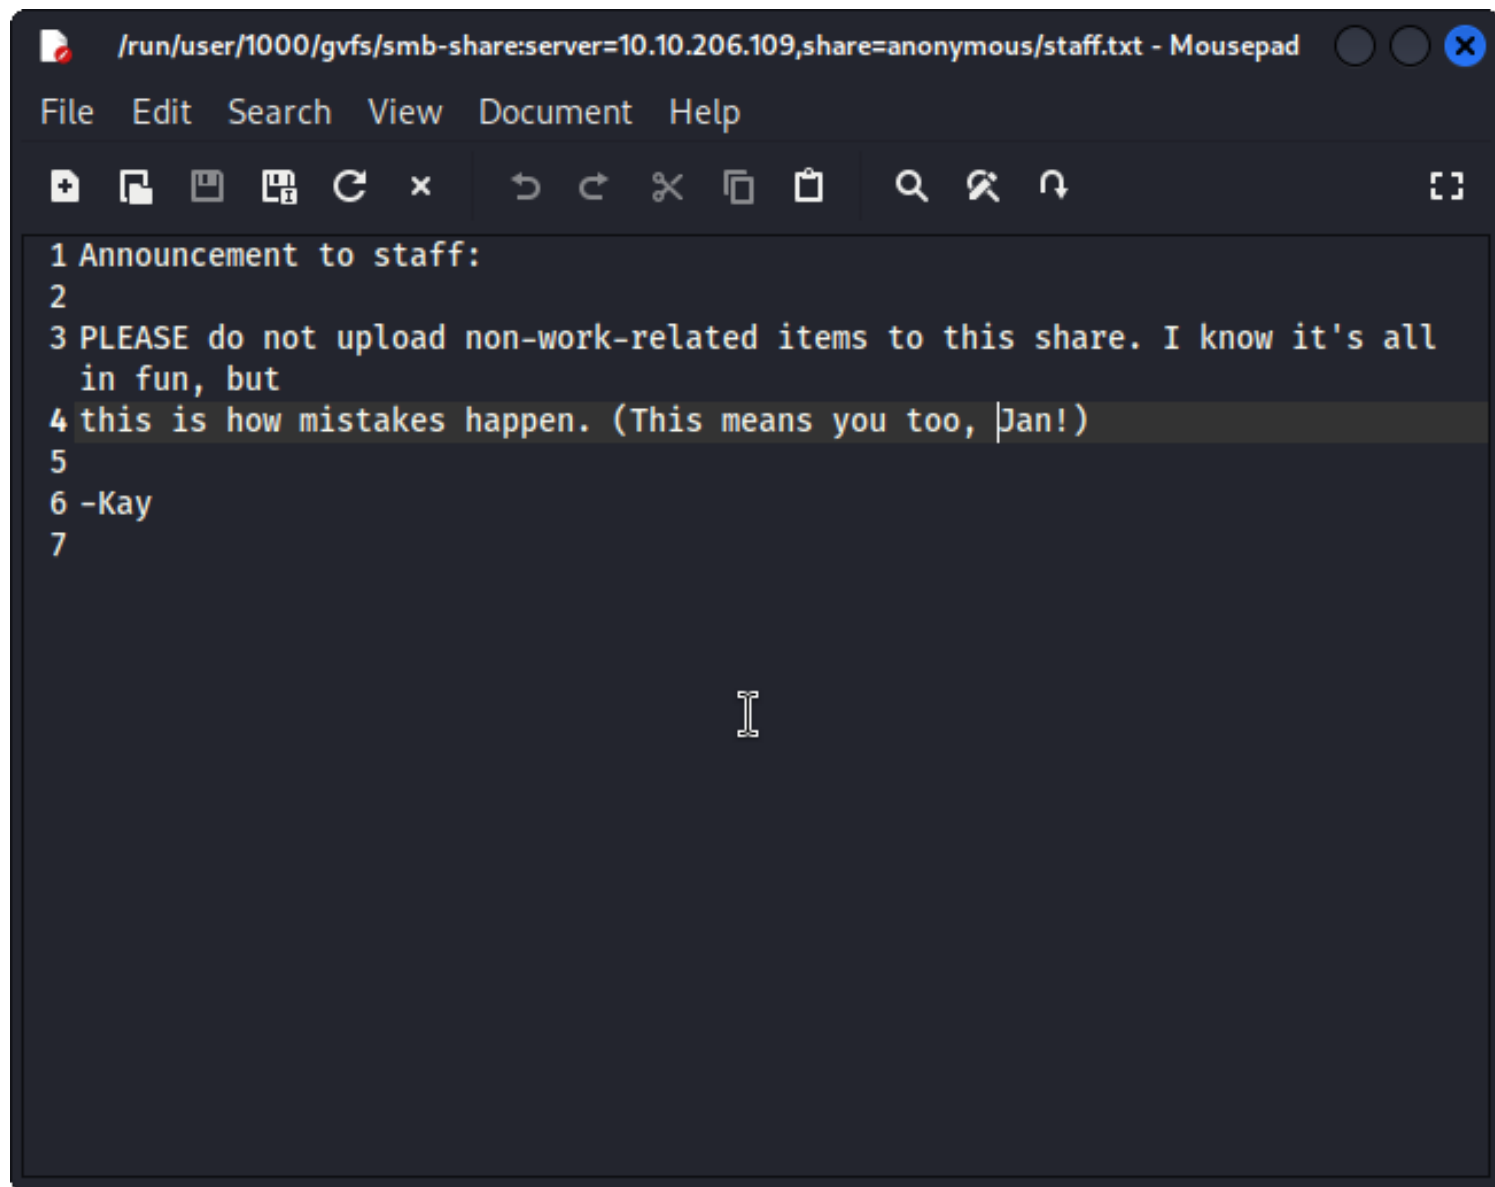 /run/user/1000/gvfs/smb-share:server=10.10.206.109,share=anonymous/staff.txt - Mousepad
File Edit Search View Document Help
1 Announcement to staff:
2
3 PLEASE do not upload non-work-related items to this share. I know it's all
in fun, but
4 this is how mistakes happen. (This means you too, Jan!)
5
6 -Kay
7